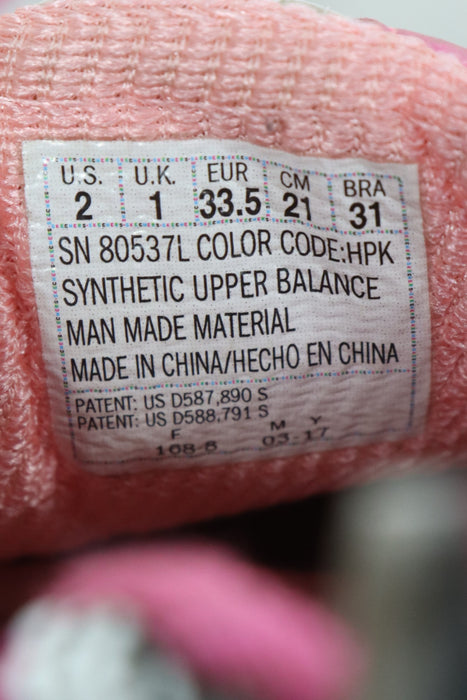 U.S. U.K. EUR CM BRA
2 1 33.5 21 31
SN 80537L COLOR CODE:HPK
SYNTHETIC UPPER BALANCE
MAN MADE MATERIAL
MADE IN CHINA/HECHO EN CHINA
PATENT: US D587,890 S
PATENT: US D588,791 S
F M Y
108-8 03-17